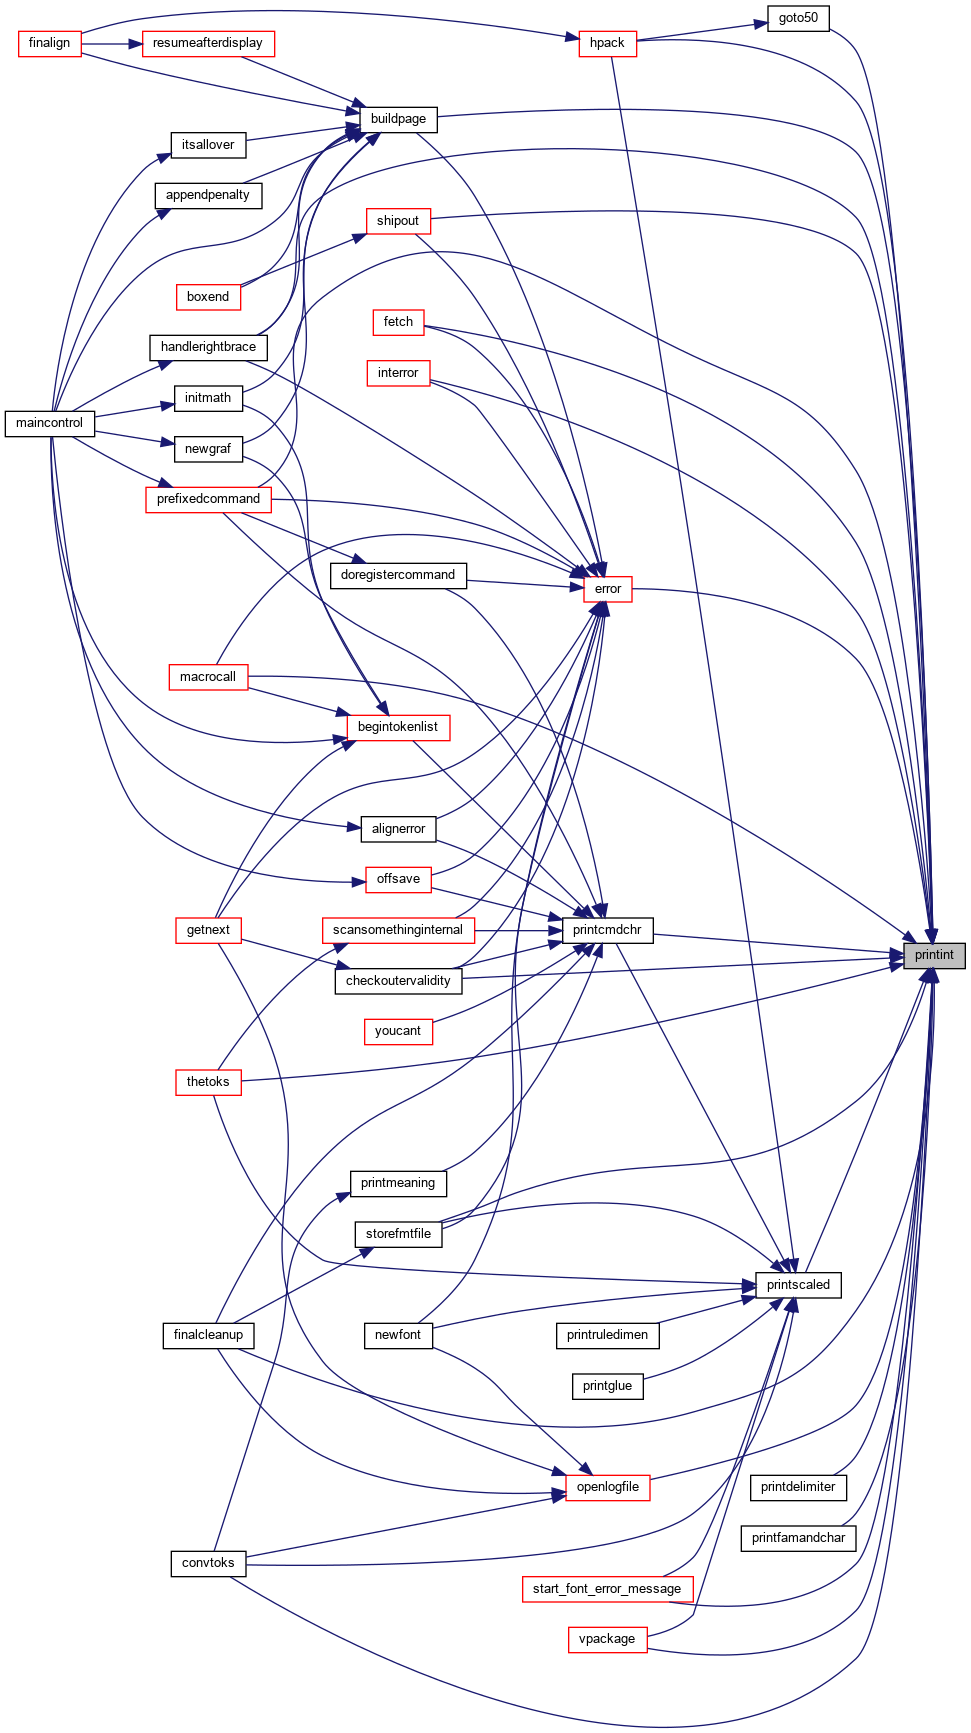 goto50
finalign
resumeafterdisplay
hpack
buildpage
itsallover
appendpenalty
shipout
boxend
fetch
handlerightbrace
interror
initmath
maincontrol
newgraf
prefixedcommand
doregistercommand
error
macrocall
begintokenlist
alignerror
offsave
getnext
scansomethinginternal
printcmdchr
printint
checkoutervalidity
youcant
thetoks
printmeaning
storefmtfile
printscaled
finalcleanup
newfont
printruledimen
printglue
openlogfile
printdelimiter
printfamandchar
convtoks
start_font_error_message
vpackage